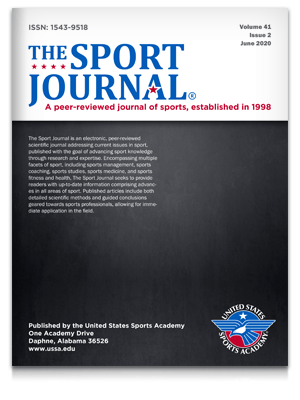 ISSN: 1543-9518
Volume 41
Issue 2
June 2020
THE SPORT
JOURNAL®
A peer-reviewed journal of sports, established in 1998
The Sport Journal is an electronic, peer-reviewed
scientific journal addressing current issues in sport,
published with the goal of advancing sport knowledge
through research and expertise. Encompassing multiple
facets of sport, including sports management, sports
coaching, sports studies, sports medicine, and sports
fitness and health, The Sport Journal seeks to provide
readers with up-to-date information comprising advanc-
es in all areas of sport. Published articles include both
detailed scientific methods and guided conclusions
geared towards sports professionals, allowing for imme-
diate application in the field.
Published by the United States Sports Academy
One Academy Drive
Daphne, Alabama 36526
www.ussa.edu
UNITED STATES
SPORTS ACADEMY